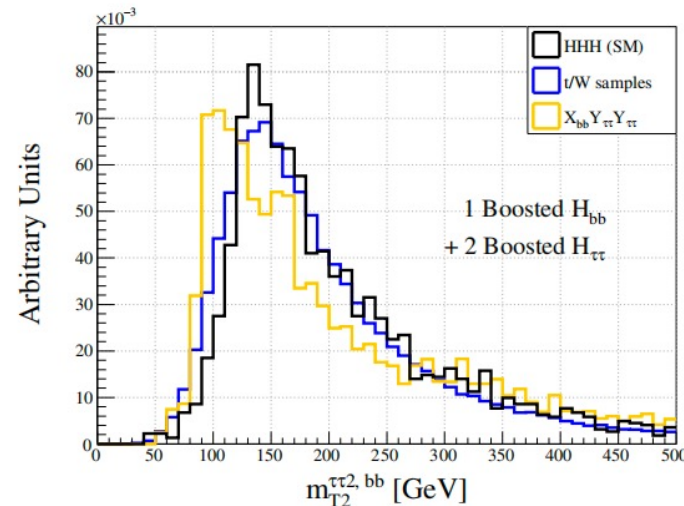 ×10⁻³
80
70
60
50
40
30
20
10
0
Arbitrary Units
HHH (SM)
t/W samples
X_bb Y_ττ Y_ττ
1 Boosted H_bb
+ 2 Boosted H_ττ
0 50 100 150 200 250 300 350 400 450 500
m_T2^ττ2, bb [GeV]